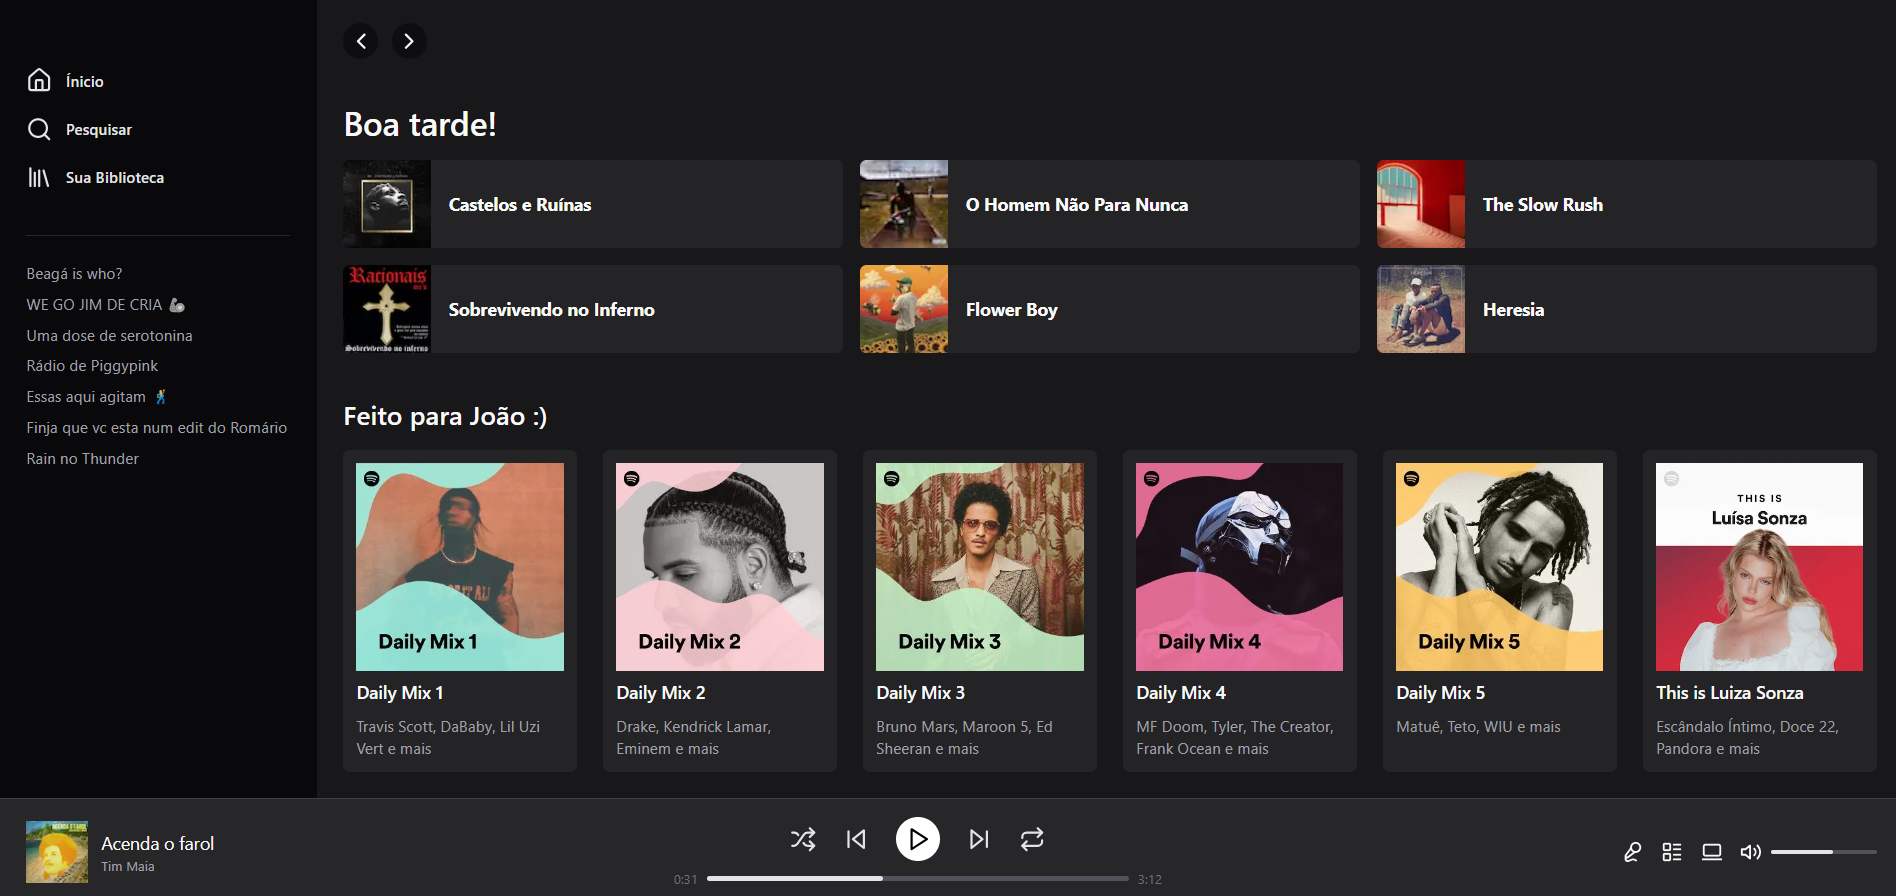 Ínicio
Pesquisar
Sua Biblioteca
Beagá is who?
WE GO JIM DE CRIA 🦾
Uma dose de serotonina
Rádio de Piggypink
Essas aqui agitam 🏌
Finja que vc esta num edit do Romário
Rain no Thunder
Boa tarde!
Castelos e Ruínas
O Homem Não Para Nunca
The Slow Rush
Racionais
Sobrevivendo no inferno
Sobrevivendo no Inferno
Flower Boy
Heresia
Feito para João :)
Daily Mix 1
Daily Mix 2
Daily Mix 3
Daily Mix 4
Daily Mix 5
THIS IS
Luísa Sonza
Daily Mix 1
Travis Scott, DaBaby, Lil Uzi
Vert e mais
Daily Mix 2
Drake, Kendrick Lamar,
Eminem e mais
Daily Mix 3
Bruno Mars, Maroon 5, Ed
Sheeran e mais
Daily Mix 4
MF Doom, Tyler, The Creator,
Frank Ocean e mais
Daily Mix 5
Matuê, Teto, WIU e mais
This is Luiza Sonza
Escândalo Íntimo, Doce 22,
Pandora e mais
ACENDA O FAROL
Acenda o farol
Tim Maia
0:31
3:12